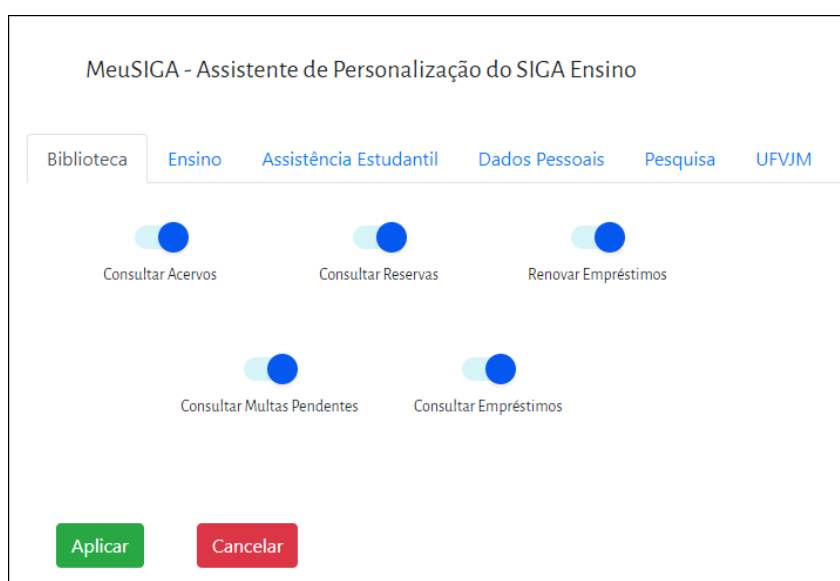 MeuSIGA - Assistente de Personalização do SIGA Ensino
Biblioteca Ensino Assistência Estudantil Dados Pessoais Pesquisa UFVJM
Consultar Acervos Consultar Reservas Renovar Empréstimos
Consultar Multas Pendentes Consultar Empréstimos
Aplicar Cancelar